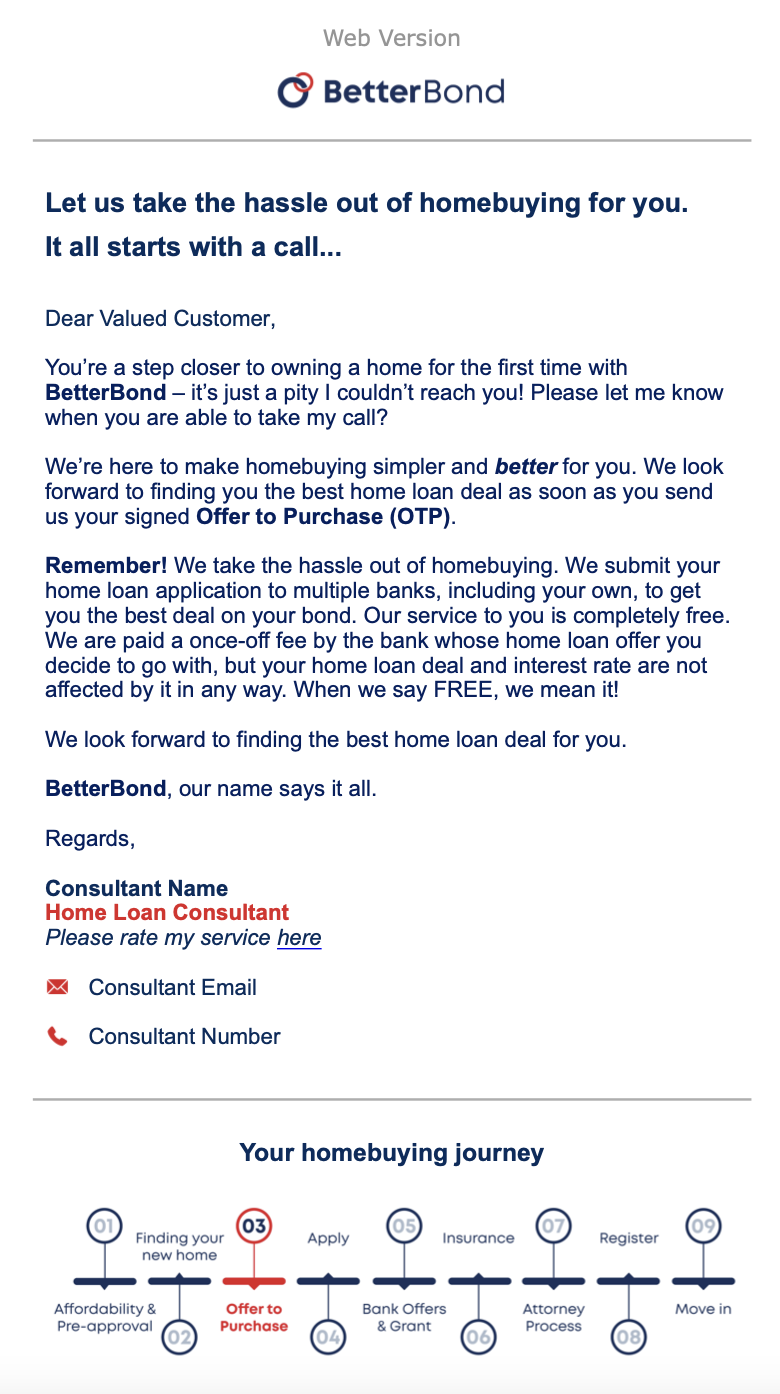 Web Version
BetterBond
Let us take the hassle out of homebuying for you.
It all starts with a call...
Dear Valued Customer,
You’re a step closer to owning a home for the first time with
BetterBond – it’s just a pity I couldn’t reach you! Please let me know
when you are able to take my call?
We’re here to make homebuying simpler and better for you. We look
forward to finding you the best home loan deal as soon as you send
us your signed Offer to Purchase (OTP).
Remember! We take the hassle out of homebuying. We submit your
home loan application to multiple banks, including your own, to get
you the best deal on your bond. Our service to you is completely free.
We are paid a once-off fee by the bank whose home loan offer you
decide to go with, but your home loan deal and interest rate are not
affected by it in any way. When we say FREE, we mean it!
We look forward to finding the best home loan deal for you.
BetterBond, our name says it all.
Regards,
Consultant Name
Home Loan Consultant
Please rate my service here
Consultant Email
Consultant Number
Your homebuying journey
01
Affordability &
Pre-approval
Finding your
new home
02
03
Offer to
Purchase
Apply
04
05
Bank Offers
& Grant
Insurance
06
07
Attorney
Process
Register
08
09
Move in